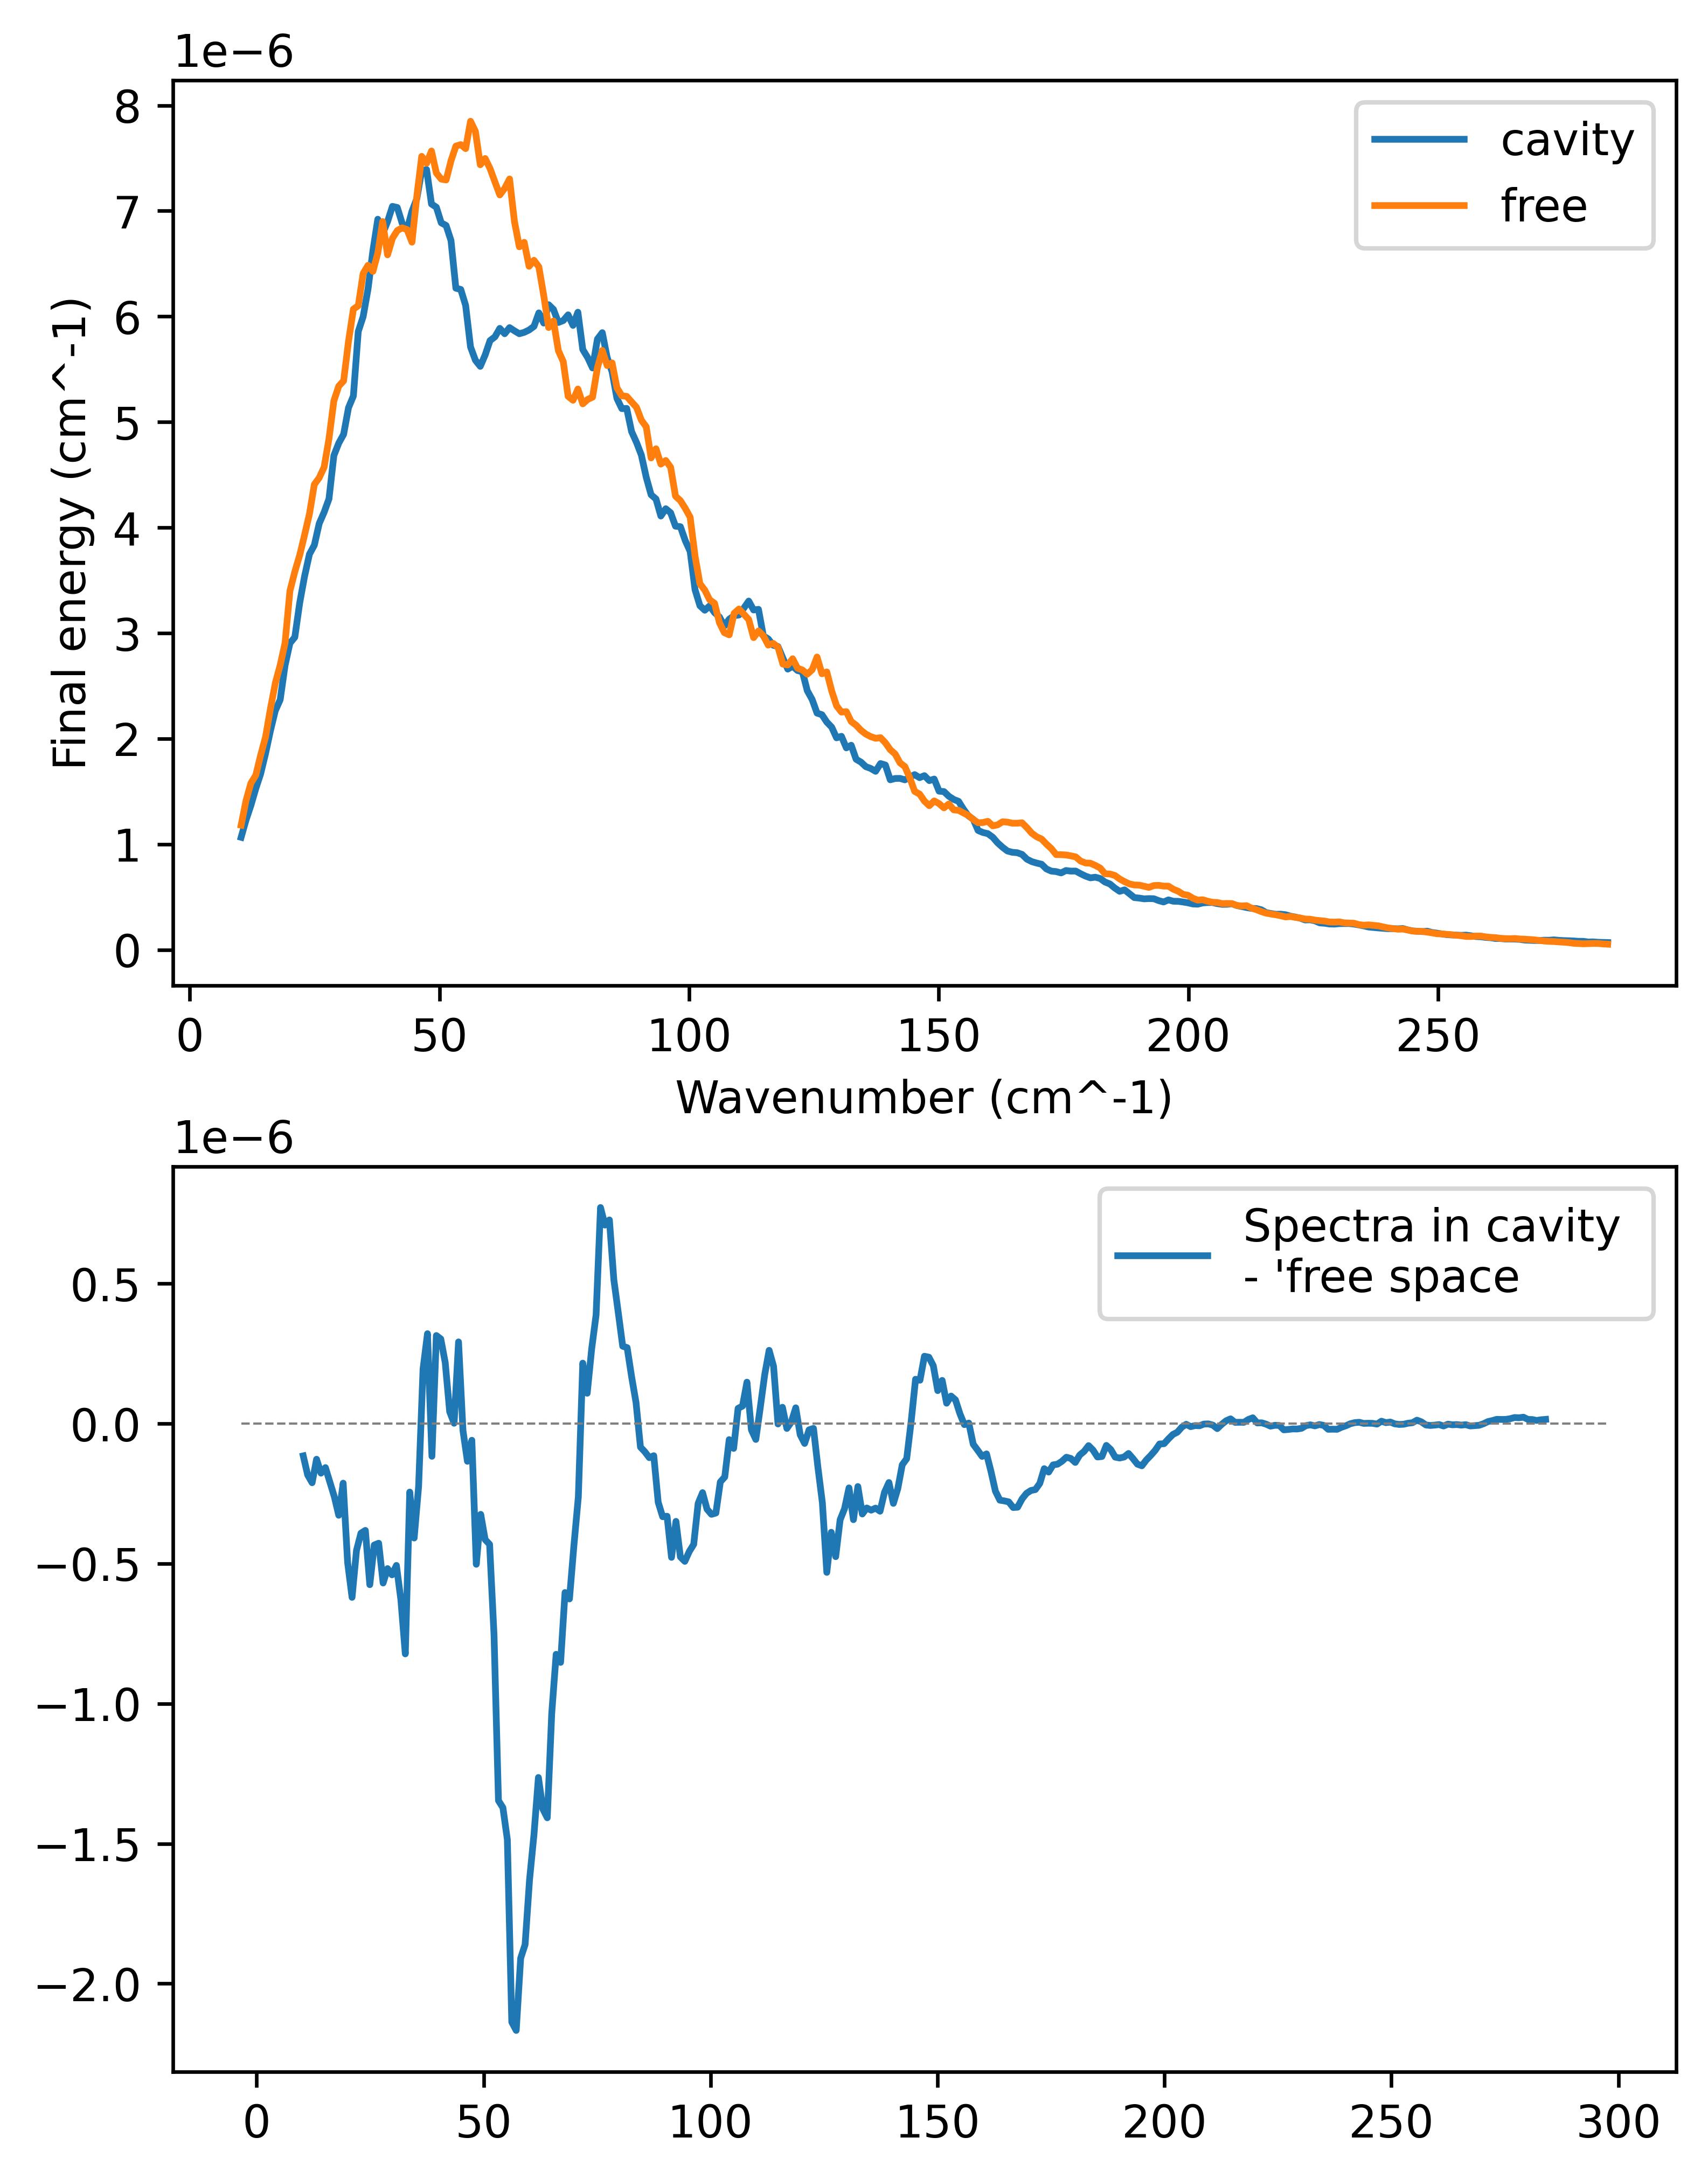 1e−6
8
7
6
5
4
3
2
1
0
Final energy (cm^-1)
cavity
free
0 50 100 150 200 250
Wavenumber (cm^-1)
1e−6
Spectra in cavity
- 'free space
0.5
0.0
−0.5
−1.0
−1.5
−2.0
0 50 100 150 200 250 300